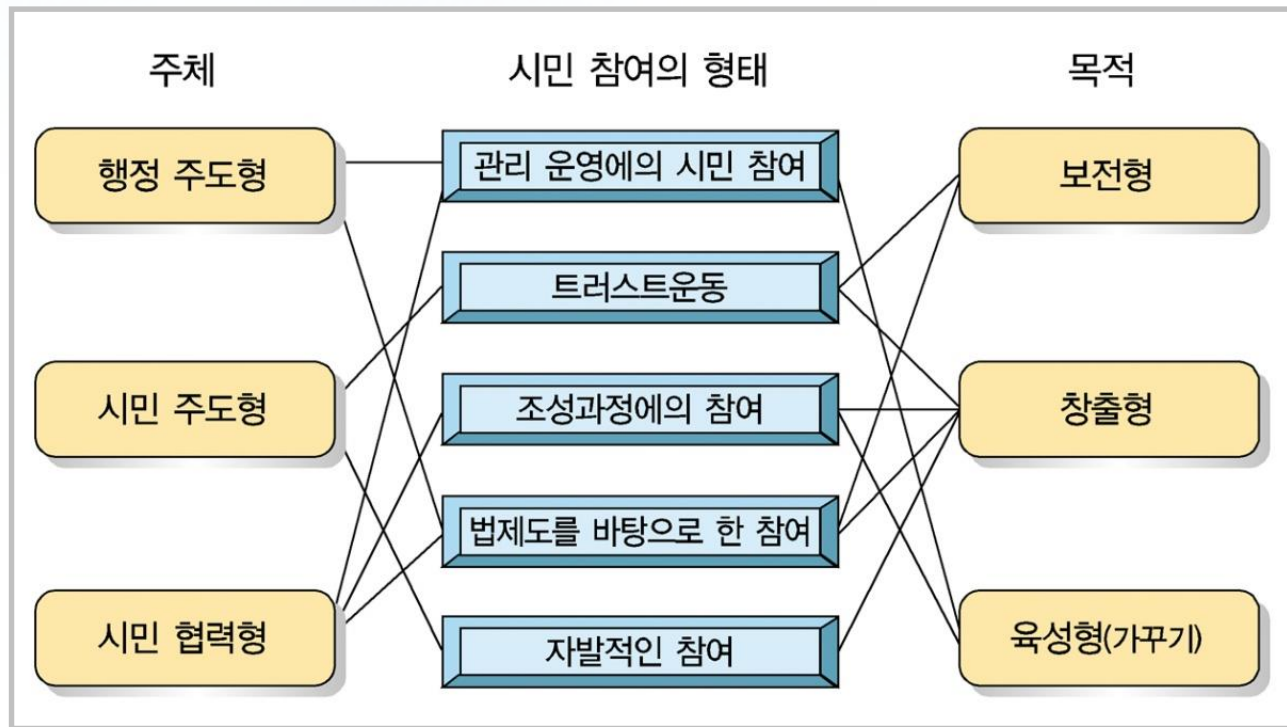 주체
시민 참여의 형태
목적
행정 주도형
시민 주도형
시민 협력형
관리 운영에의 시민 참여
트러스트운동
조성과정에의 참여
법제도를 바탕으로 한 참여
자발적인 참여
보전형
창출형
육성형(가꾸기)